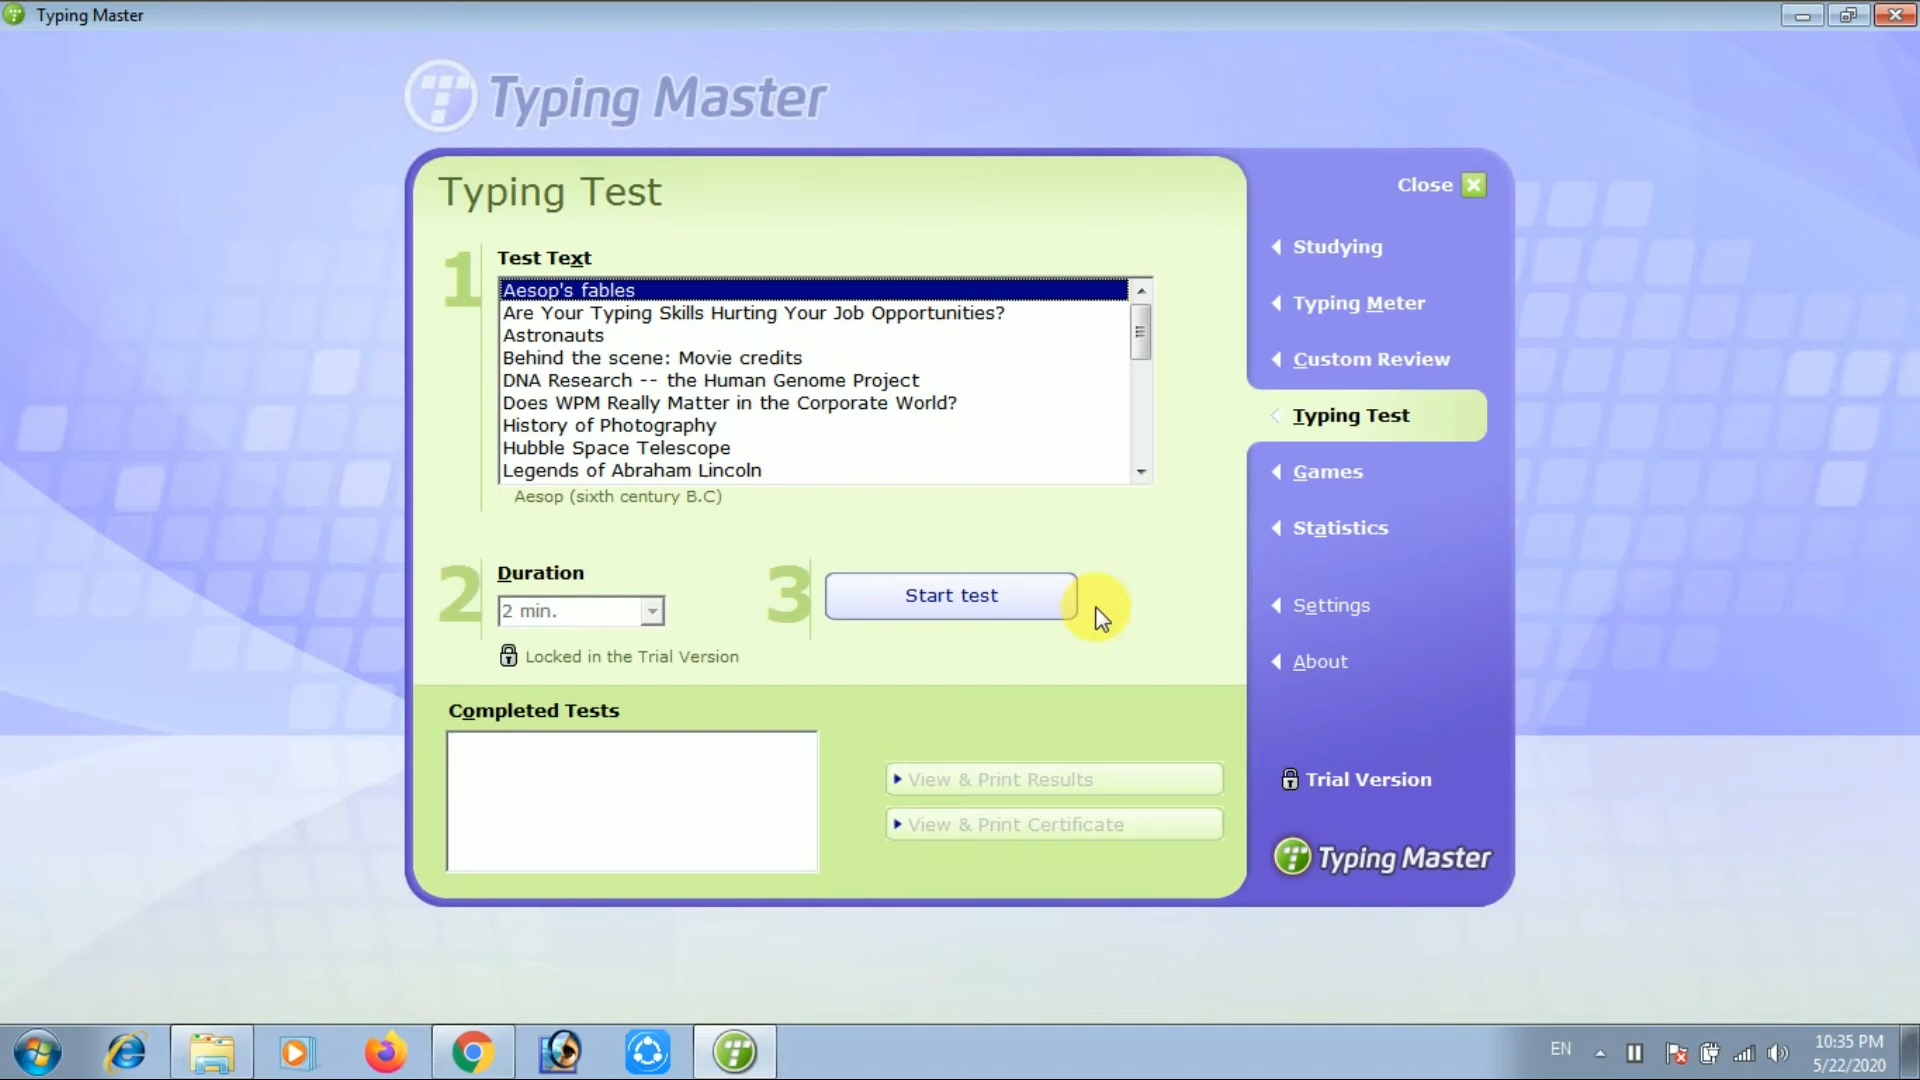 Typing Master
Typing Master
Typing Test
Close
1
Test Text
Aesop's fables
Are Your Typing Skills Hurting Your Job Opportunities?
Astronauts
Behind the scene: Movie credits
DNA Research -- the Human Genome Project
Does WPM Really Matter in the Corporate World?
History of Photography
Hubble Space Telescope
Legends of Abraham Lincoln
Aesop (sixth century B.C)
2
Duration
2 min.
Locked in the Trial Version
3
Start test
Completed Tests
View & Print Results
View & Print Certificate
Studying
Typing Meter
Custom Review
Typing Test
Games
Statistics
Settings
About
Trial Version
Typing Master
EN
10:35 PM
5/22/2020